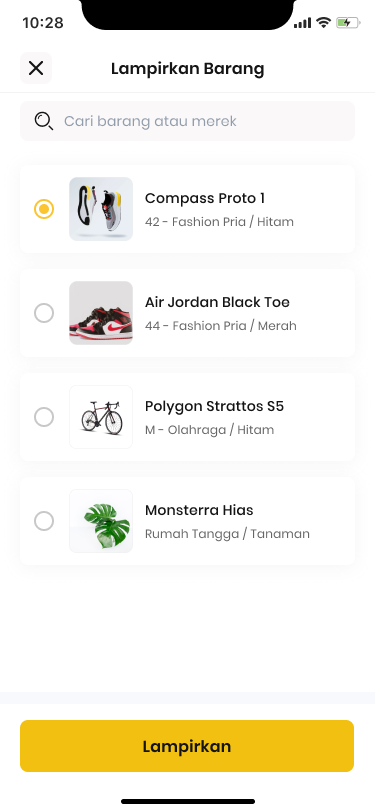 10:28
Lampirkan Barang
Cari barang atau merek
Compass Proto 1
42 - Fashion Pria / Hitam
Air Jordan Black Toe
44 - Fashion Pria / Merah
Polygon Strattos S5
M - Olahraga / Hitam
Monsterra Hias
Rumah Tangga / Tanaman
Lampirkan